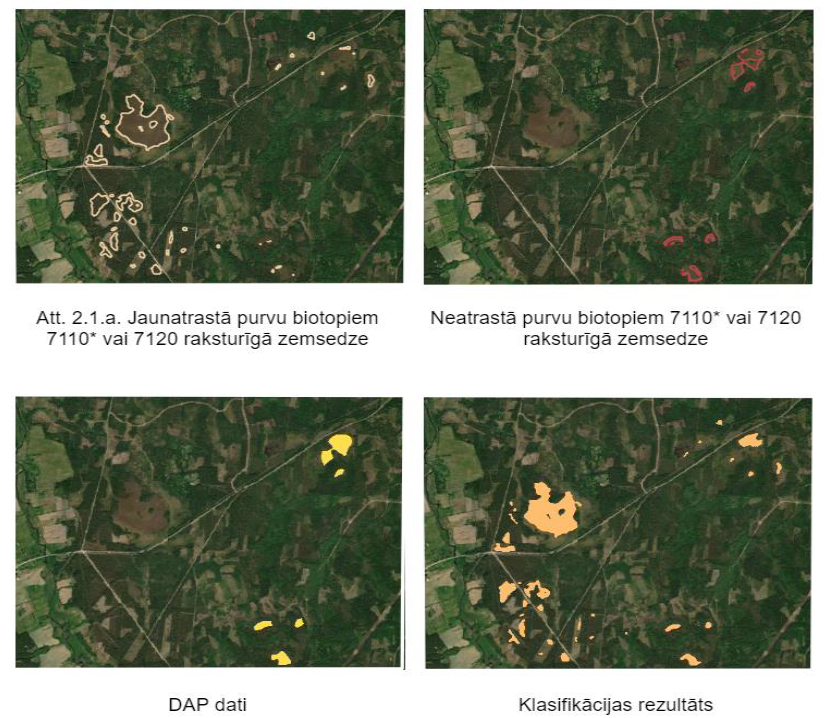 Att. 2.1.a. Jaunatrastā purvu biotopiem
7110* vai 7120 raksturīgā zemsedze
Neatrastā purvu biotopiem 7110* vai 7120
raksturīgā zemsedze
DAP dati
Klasifikācijas rezultāts